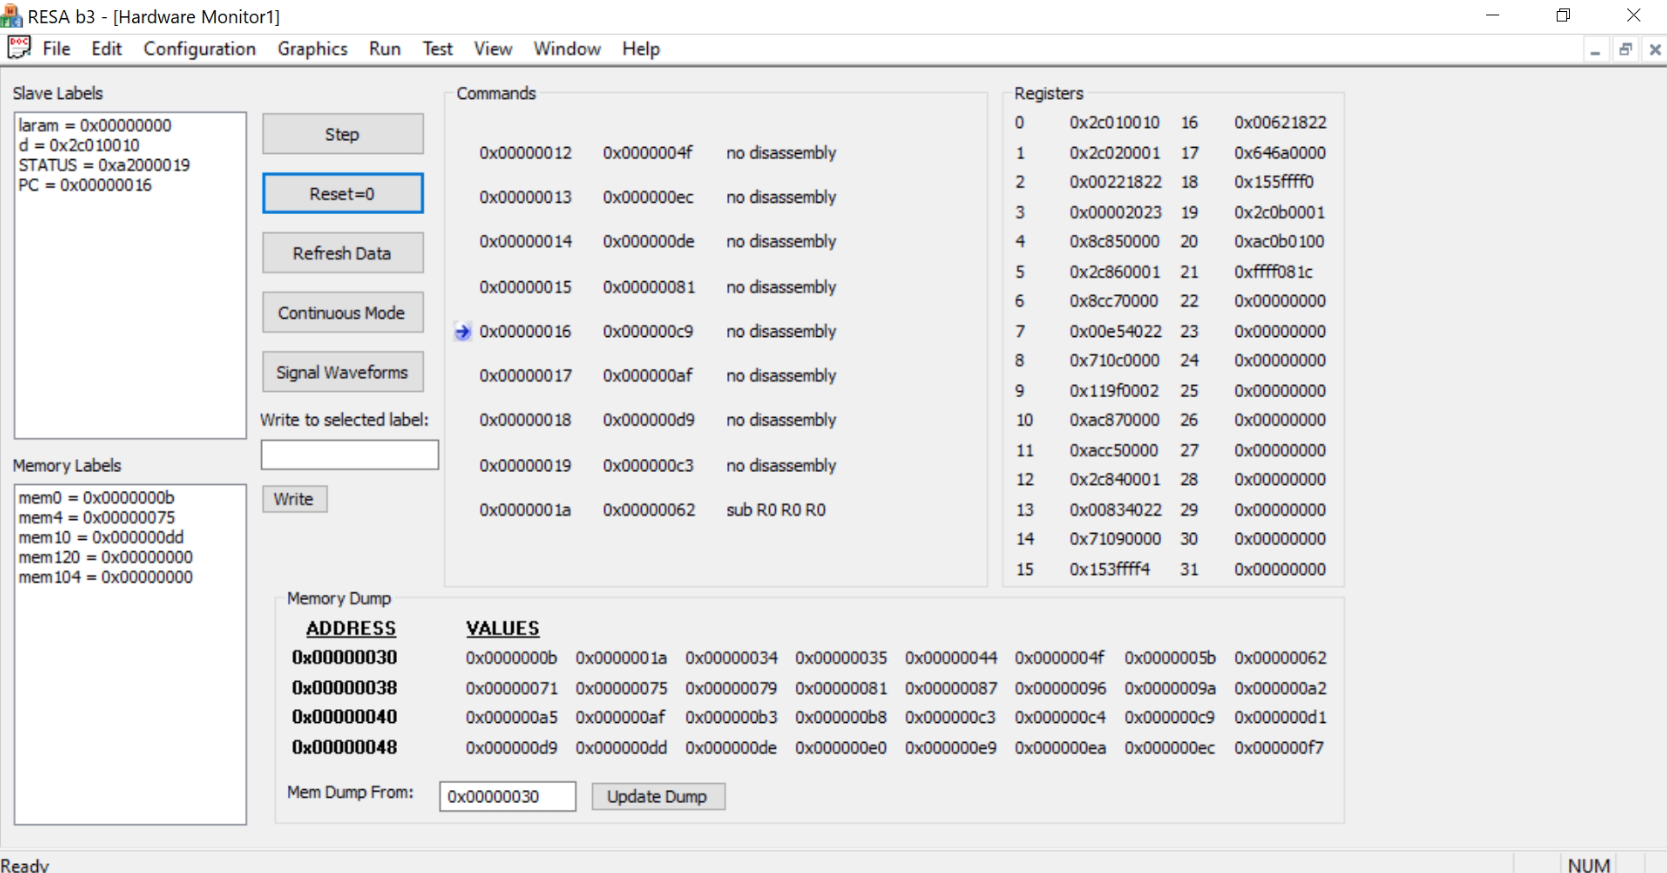 RESA b3 - [Hardware Monitor1]
File Edit Configuration Graphics Run Test View Window Help
Slave Labels
laram = 0x00000000
d = 0x2c010010
STATUS = 0xa2000019
PC = 0x00000016
Memory Labels
mem0 = 0x0000000b
mem4 = 0x00000075
mem10 = 0x000000dd
mem120 = 0x00000000
mem104 = 0x00000000
Step
Reset=0
Refresh Data
Continuous Mode
Signal Waveforms
Write to selected label:
Write
Commands
0x00000012 0x0000004f no disassembly
0x00000013 0x000000ec no disassembly
0x00000014 0x000000de no disassembly
0x00000015 0x00000081 no disassembly
0x00000016 0x000000c9 no disassembly
0x00000017 0x000000af no disassembly
0x00000018 0x000000d9 no disassembly
0x00000019 0x000000c3 no disassembly
0x0000001a 0x00000062 sub R0 R0 R0
Registers
0 0x2c010010 16 0x00621822
1 0x2c020001 17 0x646a0000
2 0x00221822 18 0x155ffff0
3 0x00002023 19 0x2c0b0001
4 0x8c850000 20 0xac0b0100
5 0x2c860001 21 0xffff081c
6 0x8cc70000 22 0x00000000
7 0x00e54022 23 0x00000000
8 0x710c0000 24 0x00000000
9 0x119f0002 25 0x00000000
10 0xac870000 26 0x00000000
11 0xacc50000 27 0x00000000
12 0x2c840001 28 0x00000000
13 0x00834022 29 0x00000000
14 0x71090000 30 0x00000000
15 0x153ffff4 31 0x00000000
Memory Dump
ADDRESS VALUES
0x00000030 0x0000000b 0x0000001a 0x00000034 0x00000035 0x00000044 0x0000004f 0x0000005b 0x00000062
0x00000038 0x00000071 0x00000075 0x00000079 0x00000081 0x00000087 0x00000096 0x0000009a 0x000000a2
0x00000040 0x000000a5 0x000000af 0x000000b3 0x000000b8 0x000000c3 0x000000c4 0x000000c9 0x000000d1
0x00000048 0x000000d9 0x000000dd 0x000000de 0x000000e0 0x000000e9 0x000000ea 0x000000ec 0x000000f7
Mem Dump From: 0x00000030 Update Dump
Ready NUM